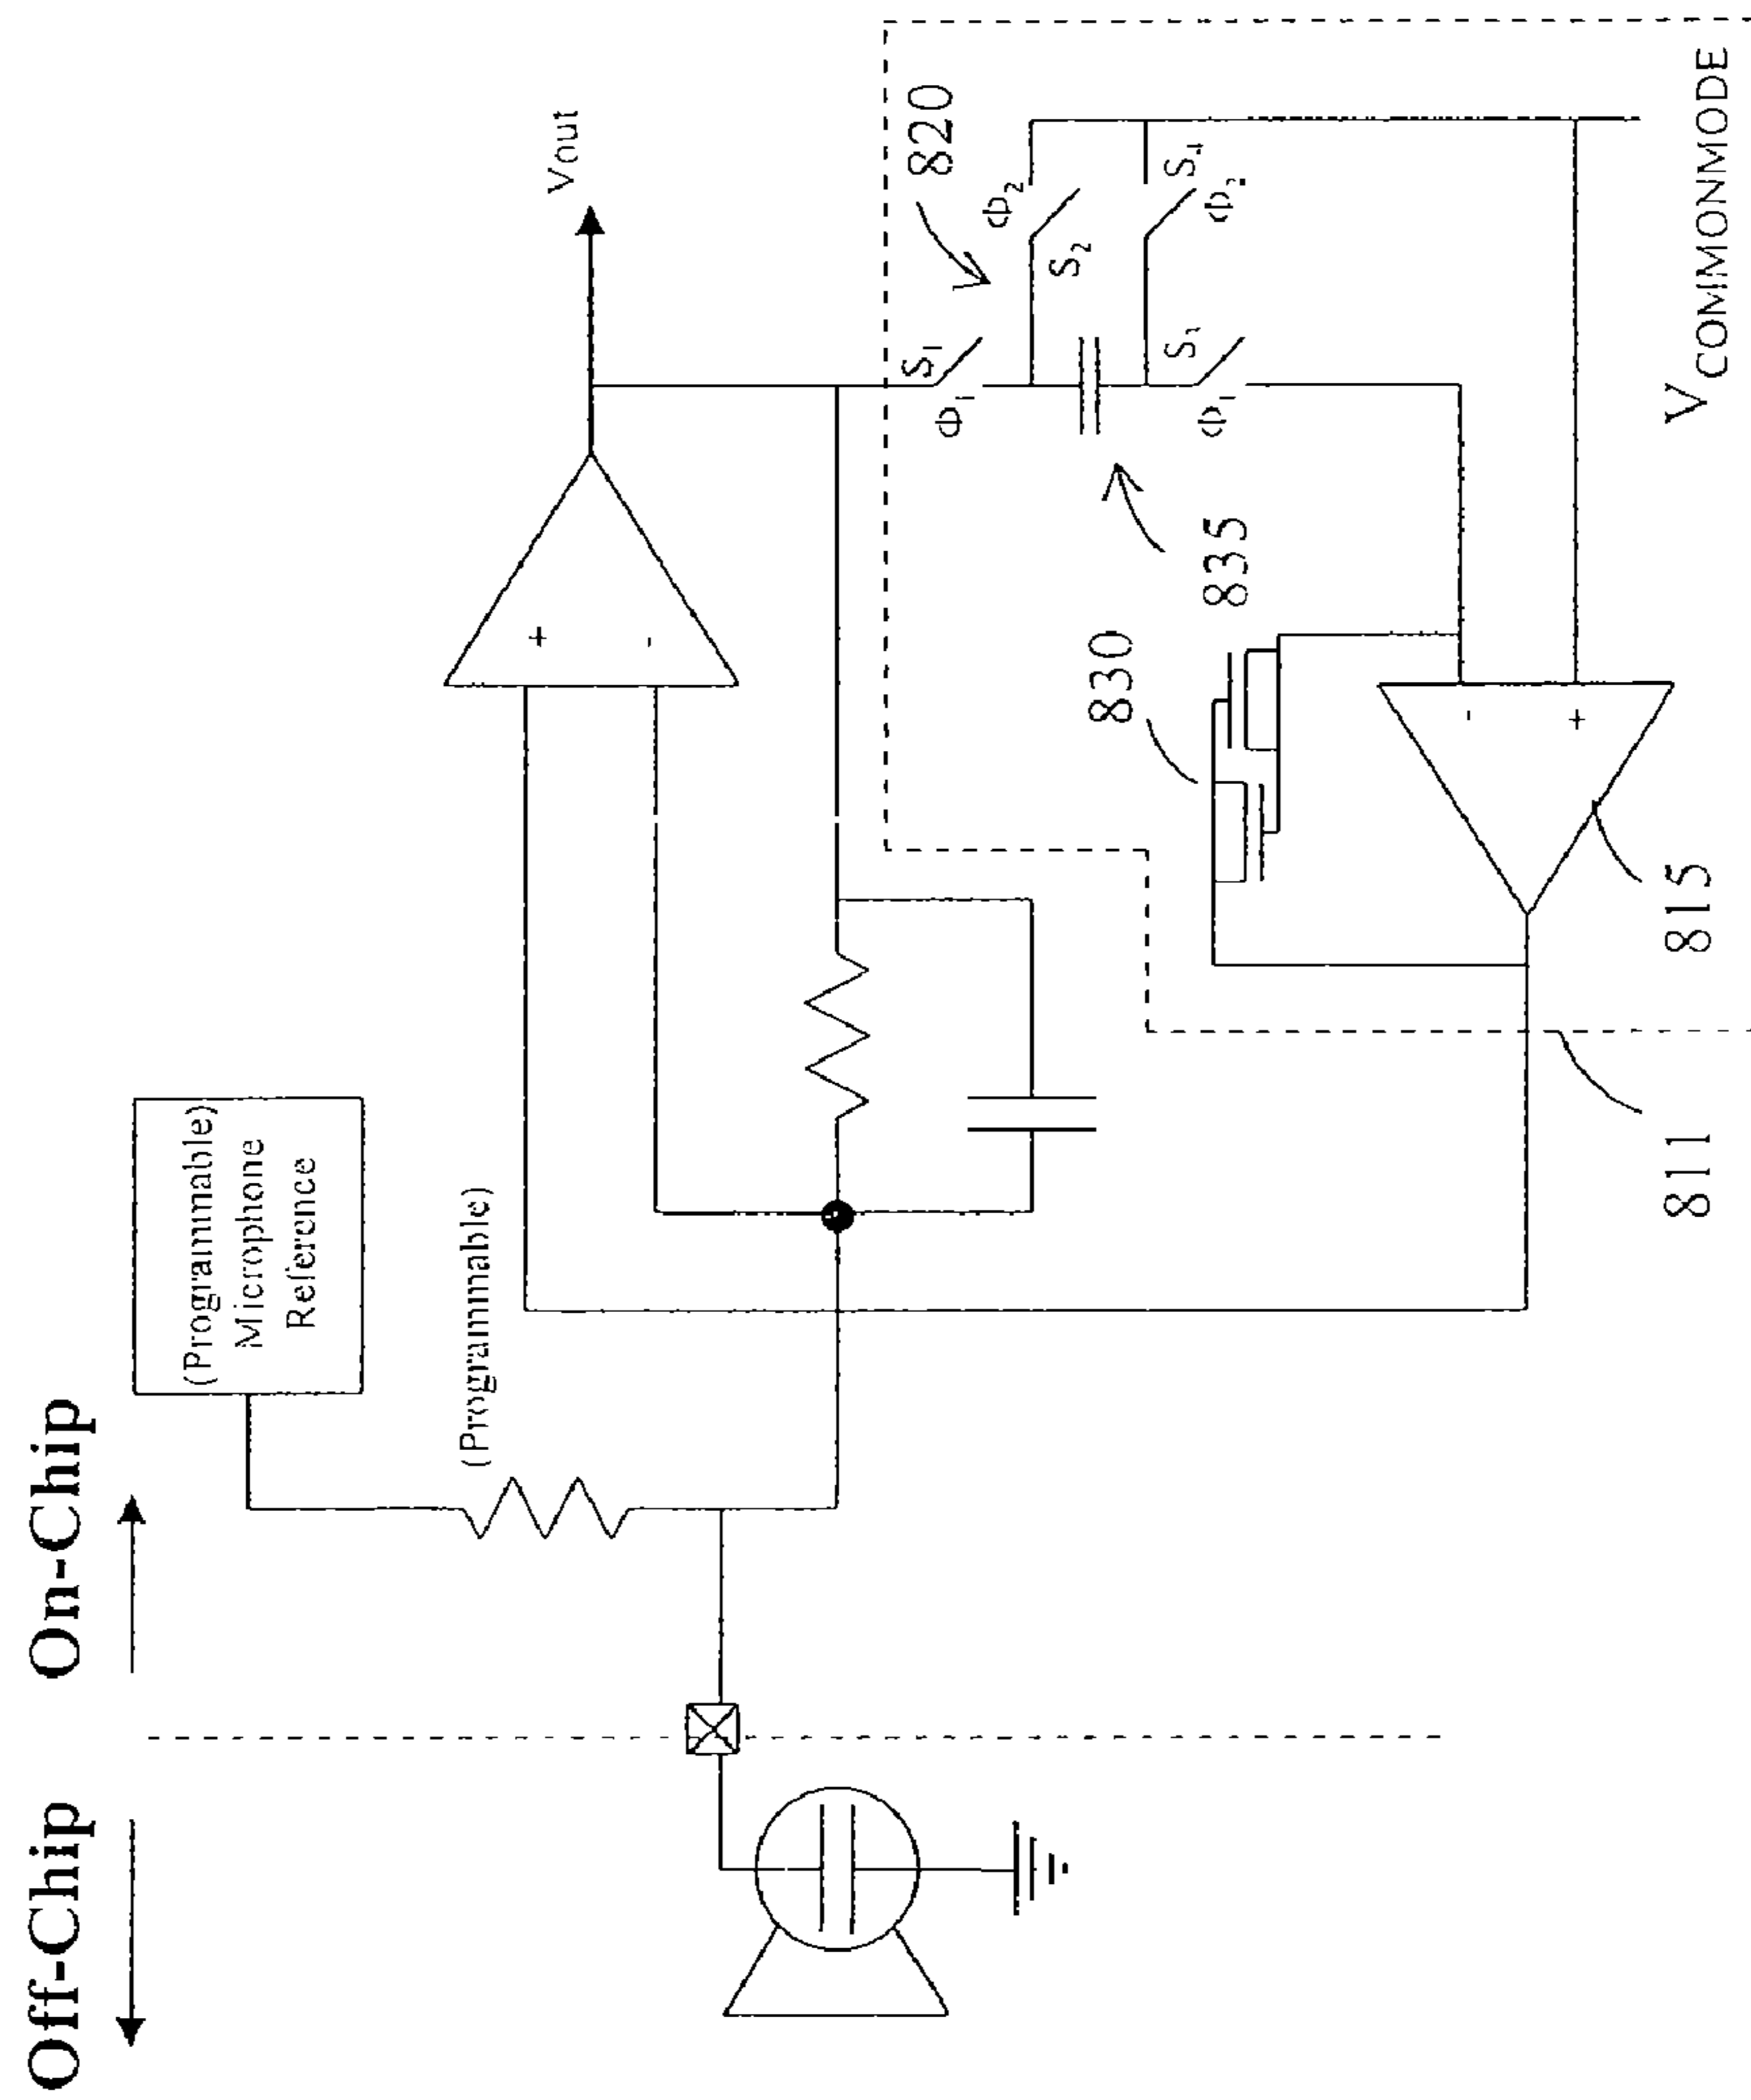 Off-Chip
On-Chip
(Programmable)
Microphone
Reference
(Programmable)
+
-
Vout
820
S1
Φ1
Φ2
S2
S4
Φ2
S3
Φ1
835
830
-
+
815
811
VCOMMONMODE